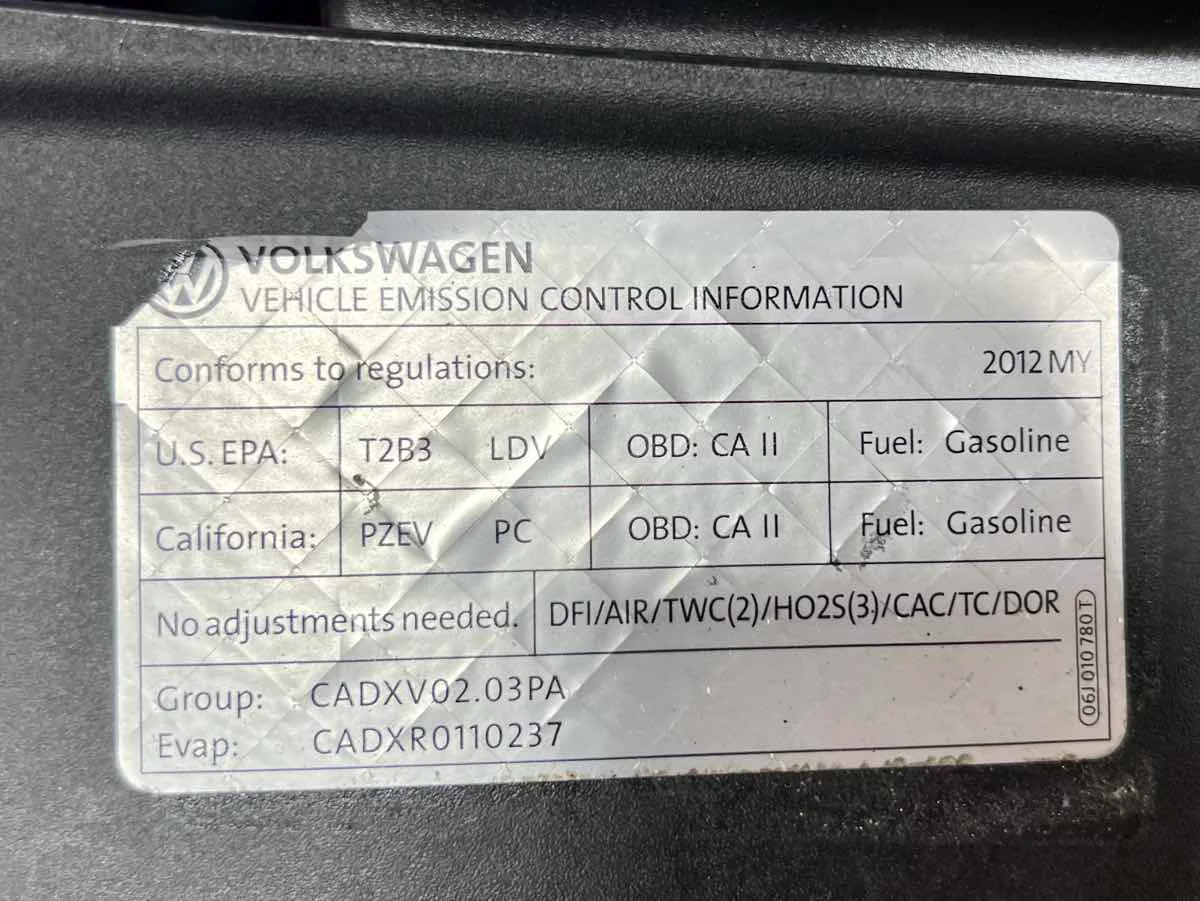 VOLKSWAGEN
VEHICLE EMISSION CONTROL INFORMATION
Conforms to regulations: 2012 MY
U.S. EPA: T2B3 LDV OBD: CA II Fuel: Gasoline
California: PZEV PC OBD: CA II Fuel: Gasoline
No adjustments needed. DFI/AIR/TWC(2)/HO2S(3)/CAC/TC/DOR
Group: CADXV02.03PA
Evap: CADXR0110237
06J 010 780 T